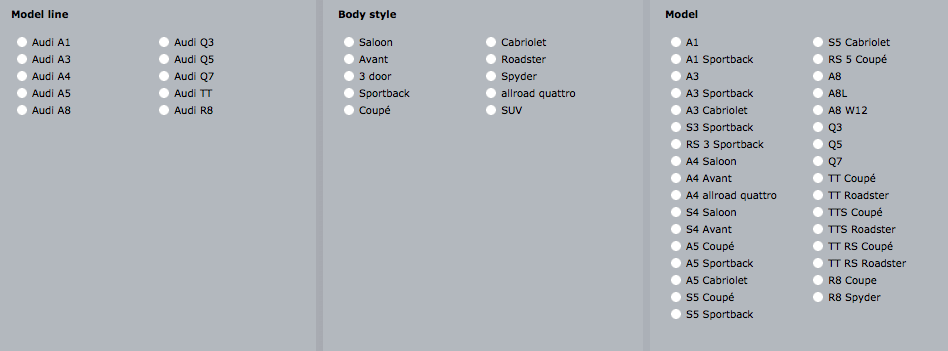 Model line
Audi A1
Audi A3
Audi A4
Audi A5
Audi A8
Audi Q3
Audi Q5
Audi Q7
Audi TT
Audi R8
Body style
Saloon
Avant
3 door
Sportback
Coupé
Cabriolet
Roadster
Spyder
allroad quattro
SUV
Model
A1
A1 Sportback
A3
A3 Sportback
A3 Cabriolet
S3 Sportback
RS 3 Sportback
A4 Saloon
A4 Avant
A4 allroad quattro
S4 Saloon
S4 Avant
A5 Coupé
A5 Sportback
A5 Cabriolet
S5 Coupé
S5 Sportback
S5 Cabriolet
RS 5 Coupé
A8
A8L
A8 W12
Q3
Q5
Q7
TT Coupé
TT Roadster
TTS Coupé
TTS Roadster
TT RS Coupé
TT RS Roadster
R8 Coupe
R8 Spyder